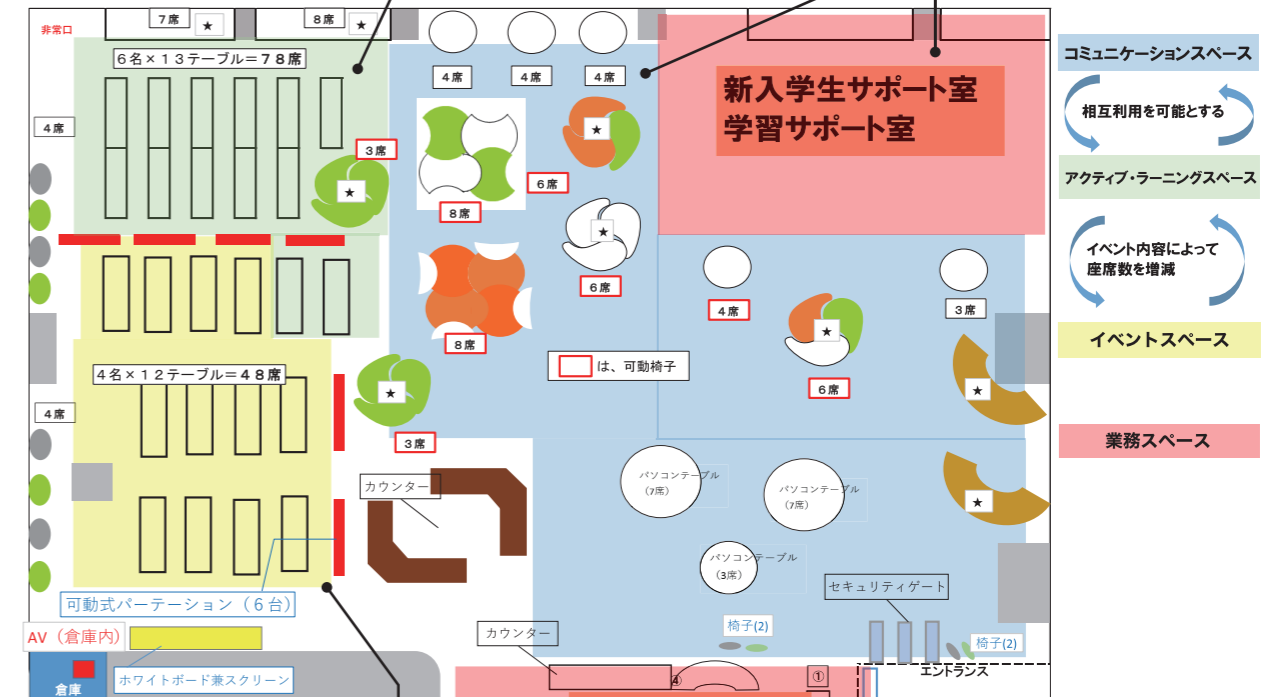 非常口
7席
★
8席
★
6名×13テーブル=78席
4席
4席
4席
4席
3席
★
★
6席
8席
★
6席
8席
新入学生サポート室
学習サポート室
4席
★
6席
3席
★
は、可動椅子
4名×12テーブル=48席
4席
★
3席
カウンター
パソコンテーブル
(7席)
パソコンテーブル
(7席)
★
パソコンテーブル
(3席)
セキュリティゲート
可動式パーテーション(6台)
AV(倉庫内)
カウンター
椅子(2)
椅子(2)
エントランス
倉庫
ホワイトボード兼スクリーン
④
①
コミュニケーションスペース
相互利用を可能とする
アクティブ・ラーニングスペース
イベント内容によって
座席数を増減
イベントスペース
業務スペース